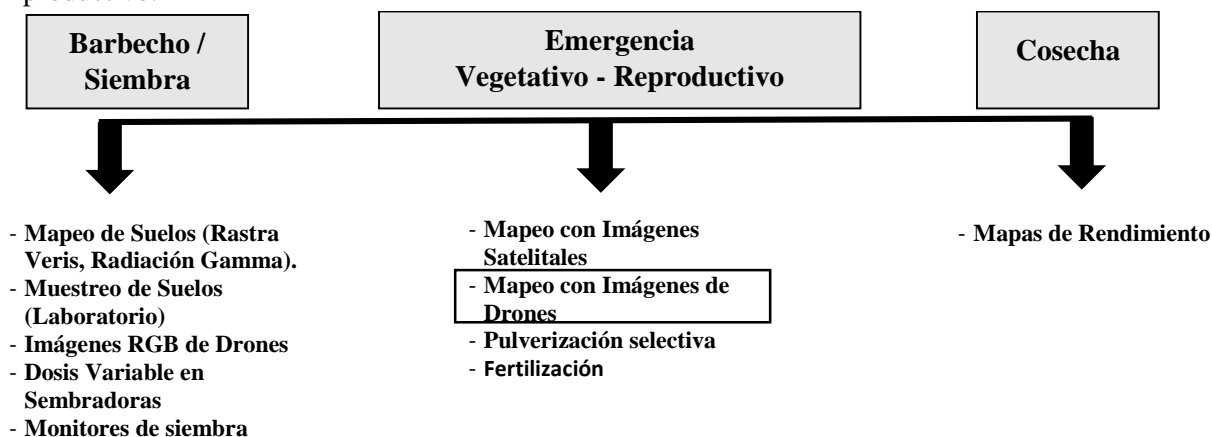 Barbecho /
Siembra
Emergencia
Vegetativo - Reproductivo
Cosecha
- Mapeo de Suelos (Rastra
Veris, Radiación Gamma).
- Muestreo de Suelos
(Laboratorio)
- Imágenes RGB de Drones
- Dosis Variable en
Sembradoras
- Monitores de siembra
- Mapeo con Imágenes
Satelitales
- Mapeo con Imágenes de
Drones
- Pulverización selectiva
- Fertilización
- Mapas de Rendimiento